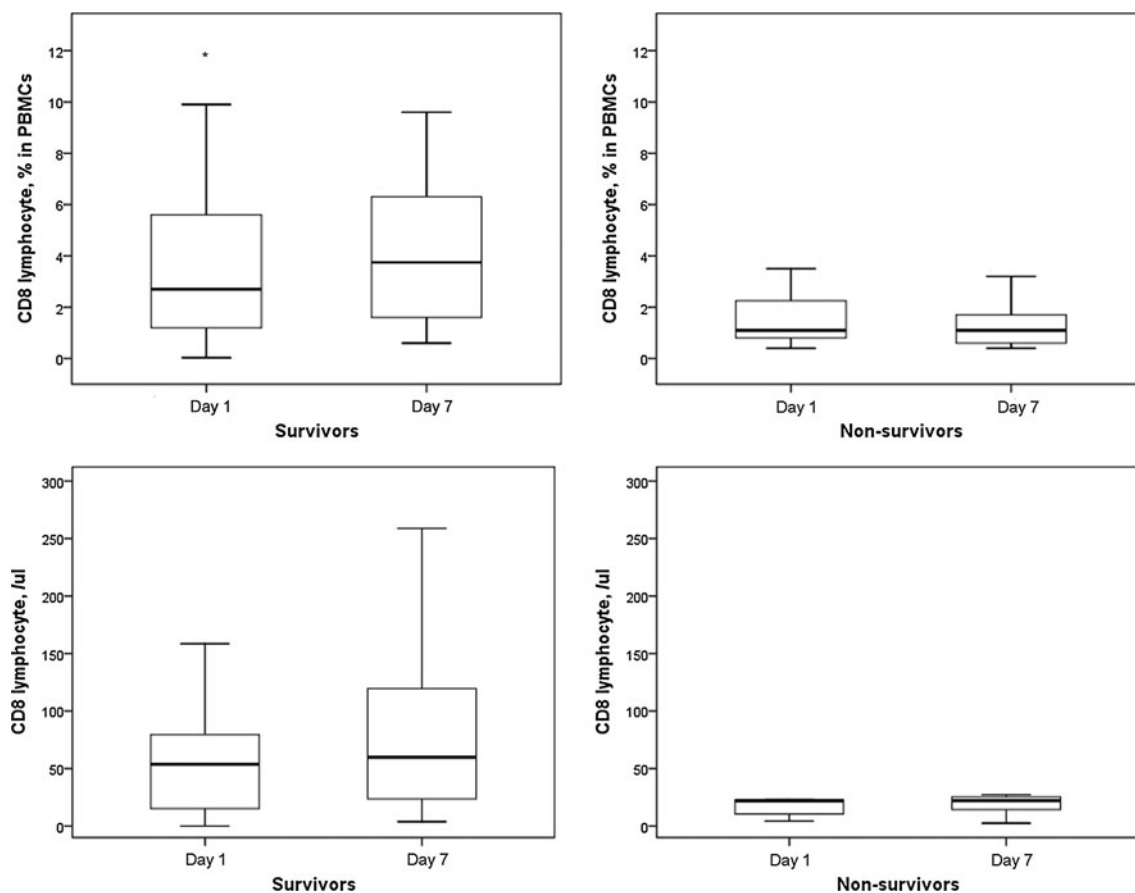 CD8 lymphocyte, % in PBMCs
12
10
8
6
4
2
0
*
Day 1
Day 7
Survivors
CD8 lymphocyte, % in PBMCs
12
10
8
6
4
2
0
Day 1
Day 7
Non-survivors
CD8 lymphocyte, /ul
300
250
200
150
100
50
0
Day 1
Day 7
Survivors
CD8 lymphocyte, /ul
300
250
200
150
100
50
0
Day 1
Day 7
Non-survivors